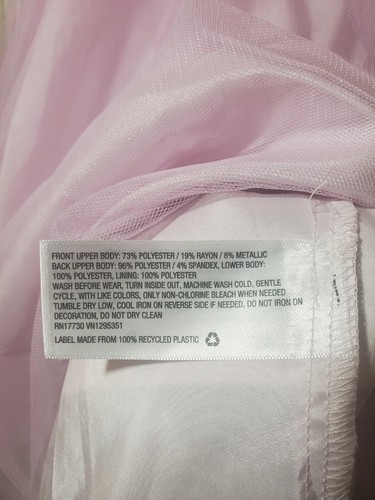 FRONT UPPER BODY: 73% POLYESTER / 19% RAYON / 8% METALLIC
BACK UPPER BODY: 96% POLYESTER / 4% SPANDEX, LOWER BODY:
100% POLYESTER, LINING: 100% POLYESTER
WASH BEFORE WEAR, TURN INSIDE OUT, MACHINE WASH COLD, GENTLE
CYCLE, WITH LIKE COLORS, ONLY NON-CHLORINE BLEACH WHEN NEEDED
TUMBLE DRY LOW, COOL IRON ON REVERSE SIDE IF NEEDED, DO NOT IRON ON
DECORATION, DO NOT DRY CLEAN
RN17730 VN1295351
LABEL MADE FROM 100% RECYCLED PLASTIC